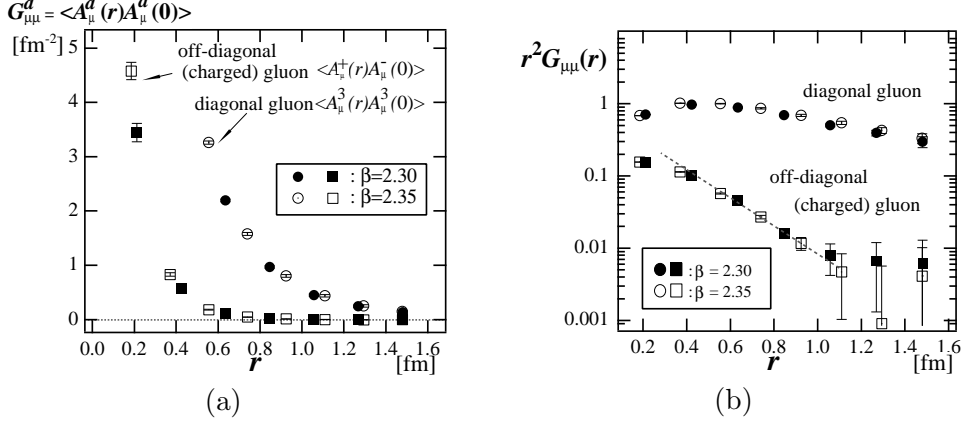 G^a_μμ = <A^a_μ(r)A^a_μ(0)>
[fm⁻²]
5
4
3
2
1
0
off-diagonal
(charged) gluon <A⁺_μ(r)A⁻_μ(0)>
diagonal gluon <A³_μ(r)A³_μ(0)>
● ■ : β=2.30
○ □ : β=2.35
0.0 0.2 0.4 0.6 0.8 1.0 1.2 1.4 1.6
r [fm]
(a)
r²G_μμ(r)
10
1
0.1
0.01
0.001
diagonal gluon
off-diagonal
(charged) gluon
●■ : β = 2.30
○□ : β = 2.35
0.2 0.4 0.6 0.8 1.0 1.2 1.4 1.6
r [fm]
(b)